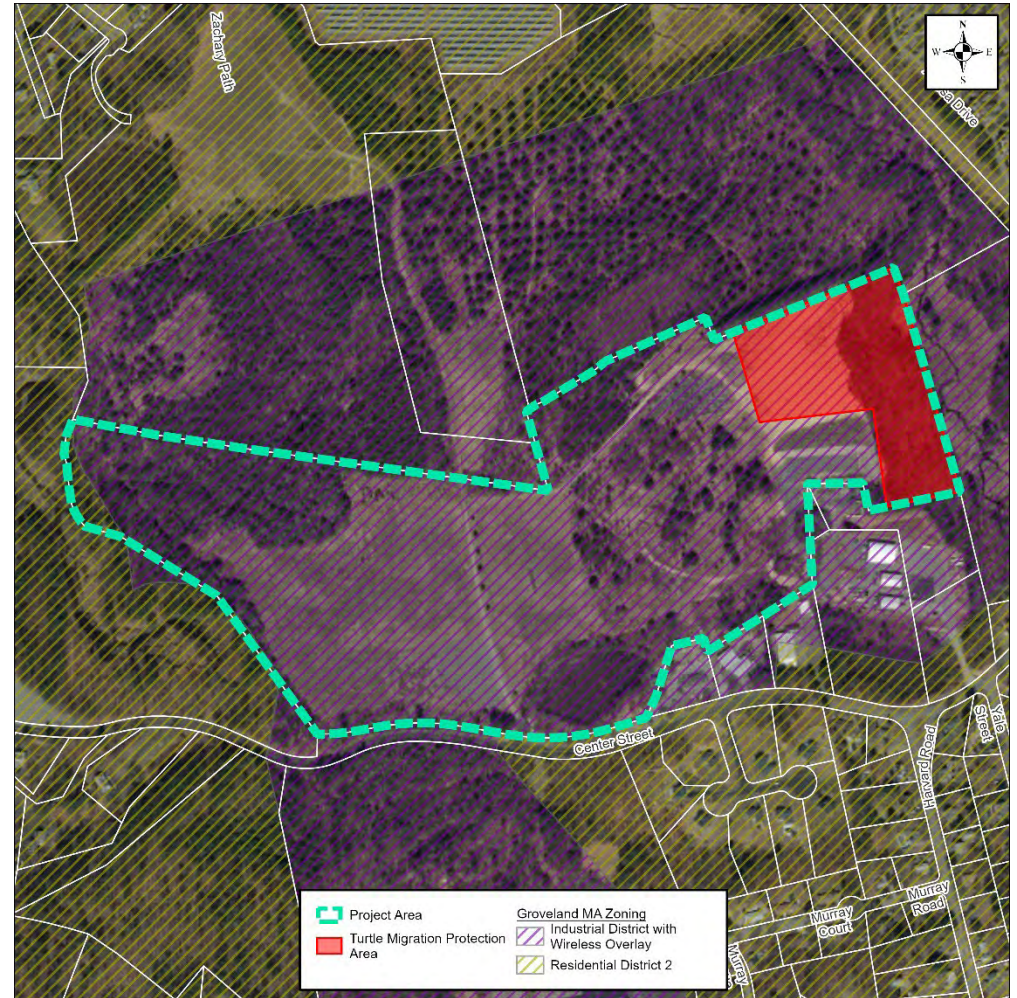 N
W E
S
Zachary Path
Drive
Center Street
Harvard Road
Yale
Street
Murray
Road
Murray
Court
Murray
Project Area
Turtle Migration Protection
Area
Groveland MA Zoning
Industrial District with
Wireless Overlay
Residential District 2